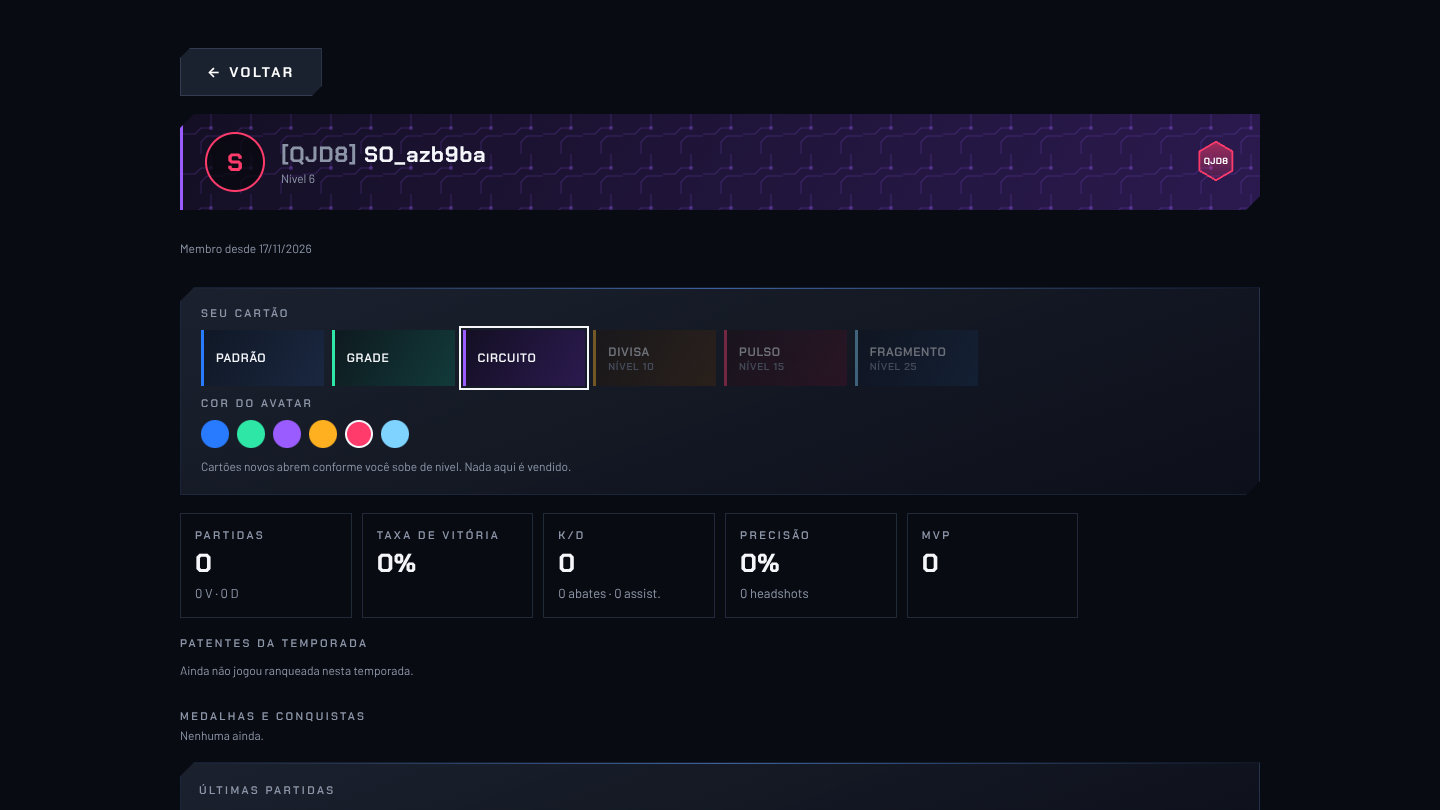 ← VOLTAR
S
[QJD8] SO_azb9ba
Nível 6
QJD8
Membro desde 17/11/2026
SEU CARTÃO
PADRÃO
GRADE
CIRCUITO
DIVISA
NÍVEL 10
PULSO
NÍVEL 15
FRAGMENTO
NÍVEL 25
COR DO AVATAR
Cartões novos abrem conforme você sobe de nível. Nada aqui é vendido.
PARTIDAS
0
0 V · 0 D
TAXA DE VITÓRIA
0%
K/D
0
0 abates · 0 assist.
PRECISÃO
0%
0 headshots
MVP
0
PATENTES DA TEMPORADA
Ainda não jogou ranqueada nesta temporada.
MEDALHAS E CONQUISTAS
Nenhuma ainda.
ÚLTIMAS PARTIDAS